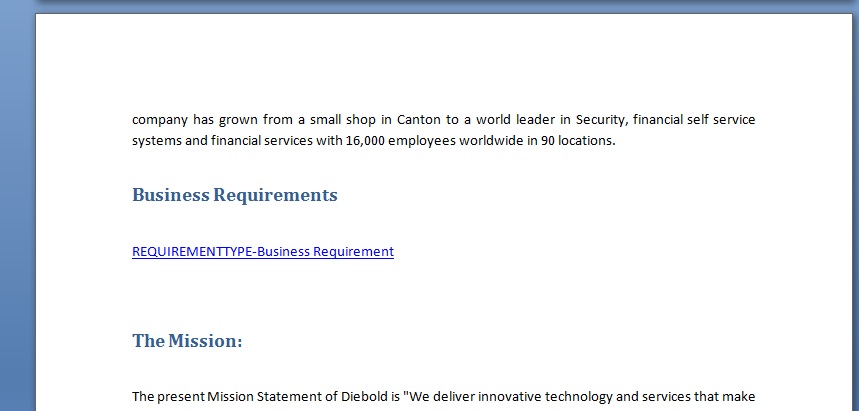 company has grown from a small shop in Canton to a world leader in Security, financial self service
systems and financial services with 16,000 employees worldwide in 90 locations.
Business Requirements
REQUIREMENTTYPE-Business Requirement
The Mission:
The present Mission Statement of Diebold is "We deliver innovative technology and services that make